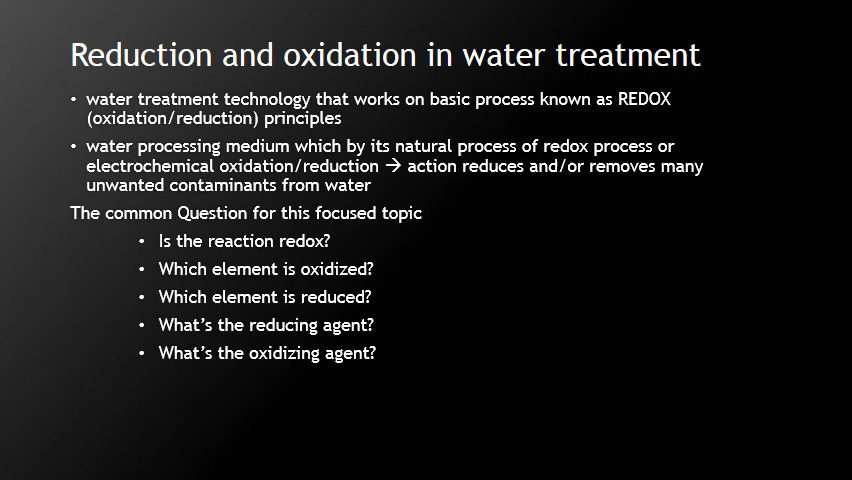 Reduction and oxidation in water treatment
• water treatment technology that works on basic process known as REDOX
(oxidation/reduction) principles
• water processing medium which by its natural process of redox process or
electrochemical oxidation/reduction → action reduces and/or removes many
unwanted contaminants from water
The common Question for this focused topic
• Is the reaction redox?
• Which element is oxidized?
• Which element is reduced?
• What's the reducing agent?
• What's the oxidizing agent?